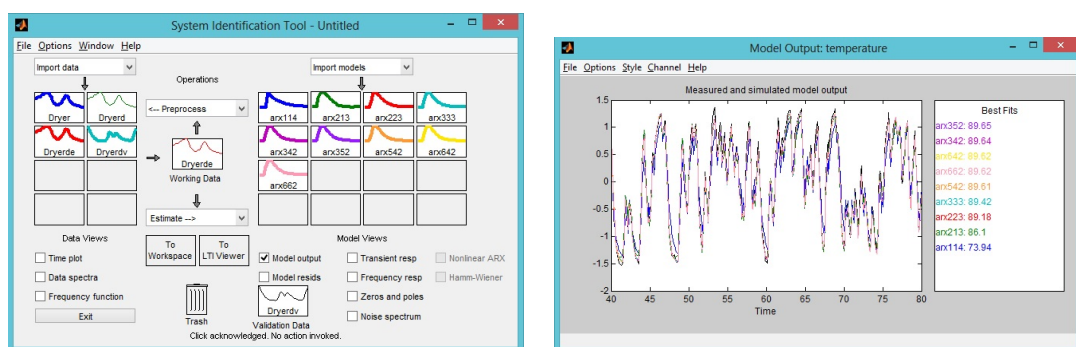 System Identification Tool - Untitled
File Options Window Help
Import data
Import models
Operations
<-- Preprocess
Dryer Dryerd
arx114 arx213 arx223 arx333
Dryerde Dryerdv
Dryerde
Working Data
arx342 arx352 arx542 arx642
arx662
Estimate -->
Data Views
Time plot
Data spectra
Frequency function
Exit
To Workspace
To LTI Viewer
Model Views
Model output
Transient resp
Nonlinear ARX
Model resids
Frequency resp
Hamm-Wiener
Zeros and poles
Noise spectrum
Trash
Dryerdv
Validation Data
Click acknowledged. No action invoked.
Model Output: temperature
File Options Style Channel Help
Measured and simulated model output
1.5
1
0.5
0
-0.5
-1
-1.5
-2
40 45 50 55 60 65 70 75 80
Time
Best Fits
arx352: 89.65
arx342: 89.64
arx642: 89.62
arx662: 89.62
arx542: 89.61
arx333: 89.42
arx223: 89.18
arx213: 86.1
arx114: 73.94